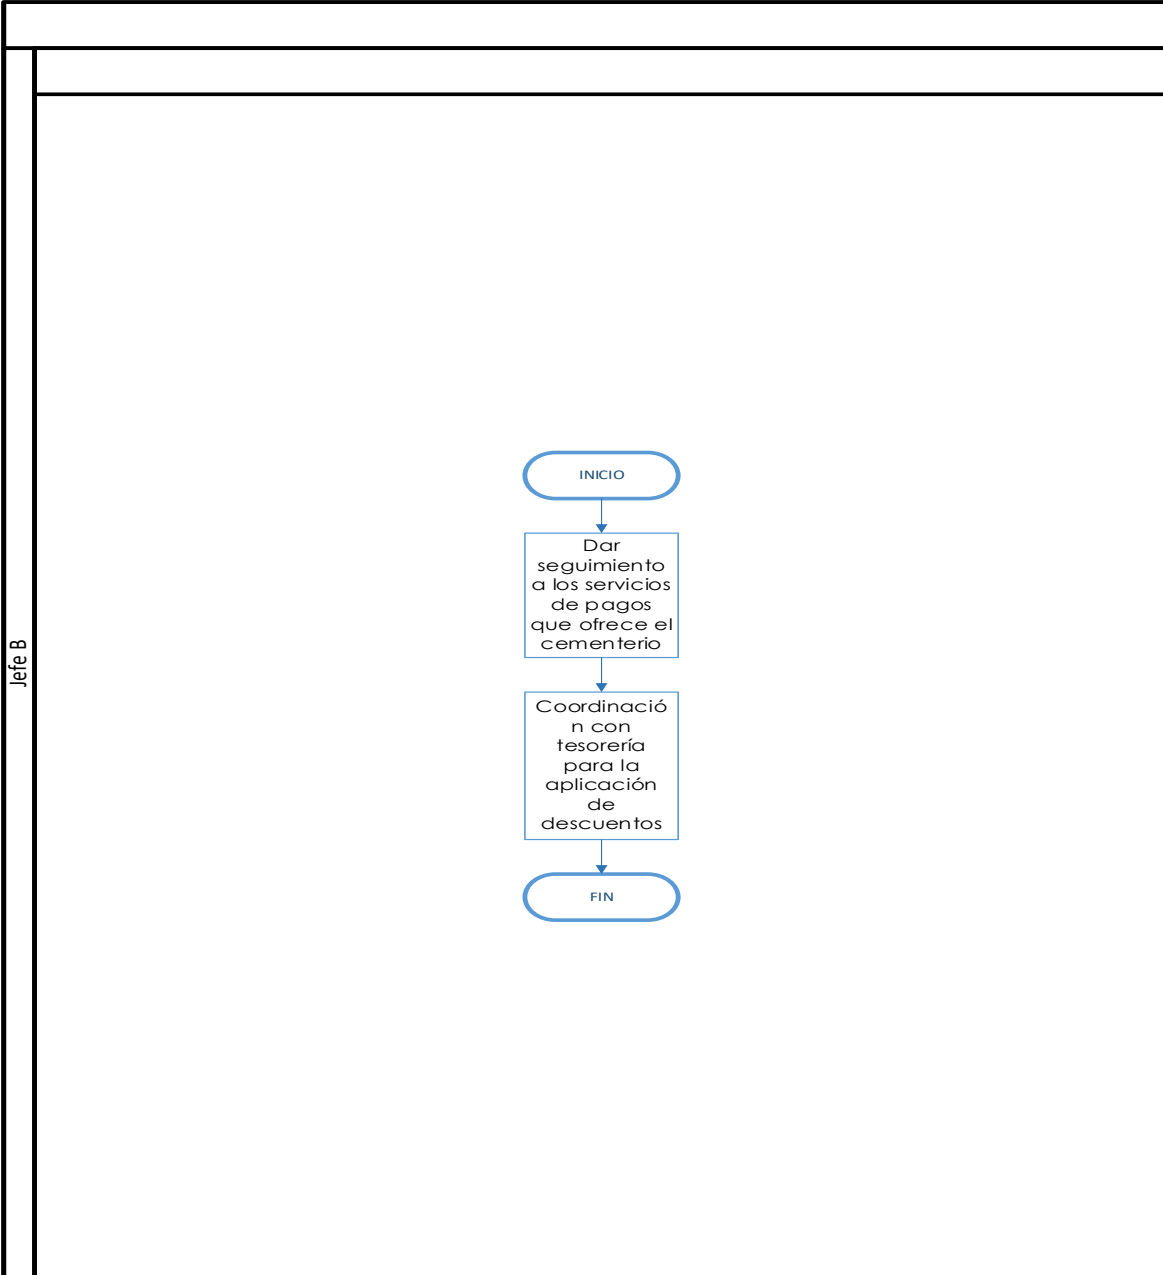 INICIO
Dar
seguimiento
a los servicios
de pagos
que ofrece el
cementerio
Jefe B
Coordinació
n con
tesorería
para la
aplicación
de
descuentos
FIN